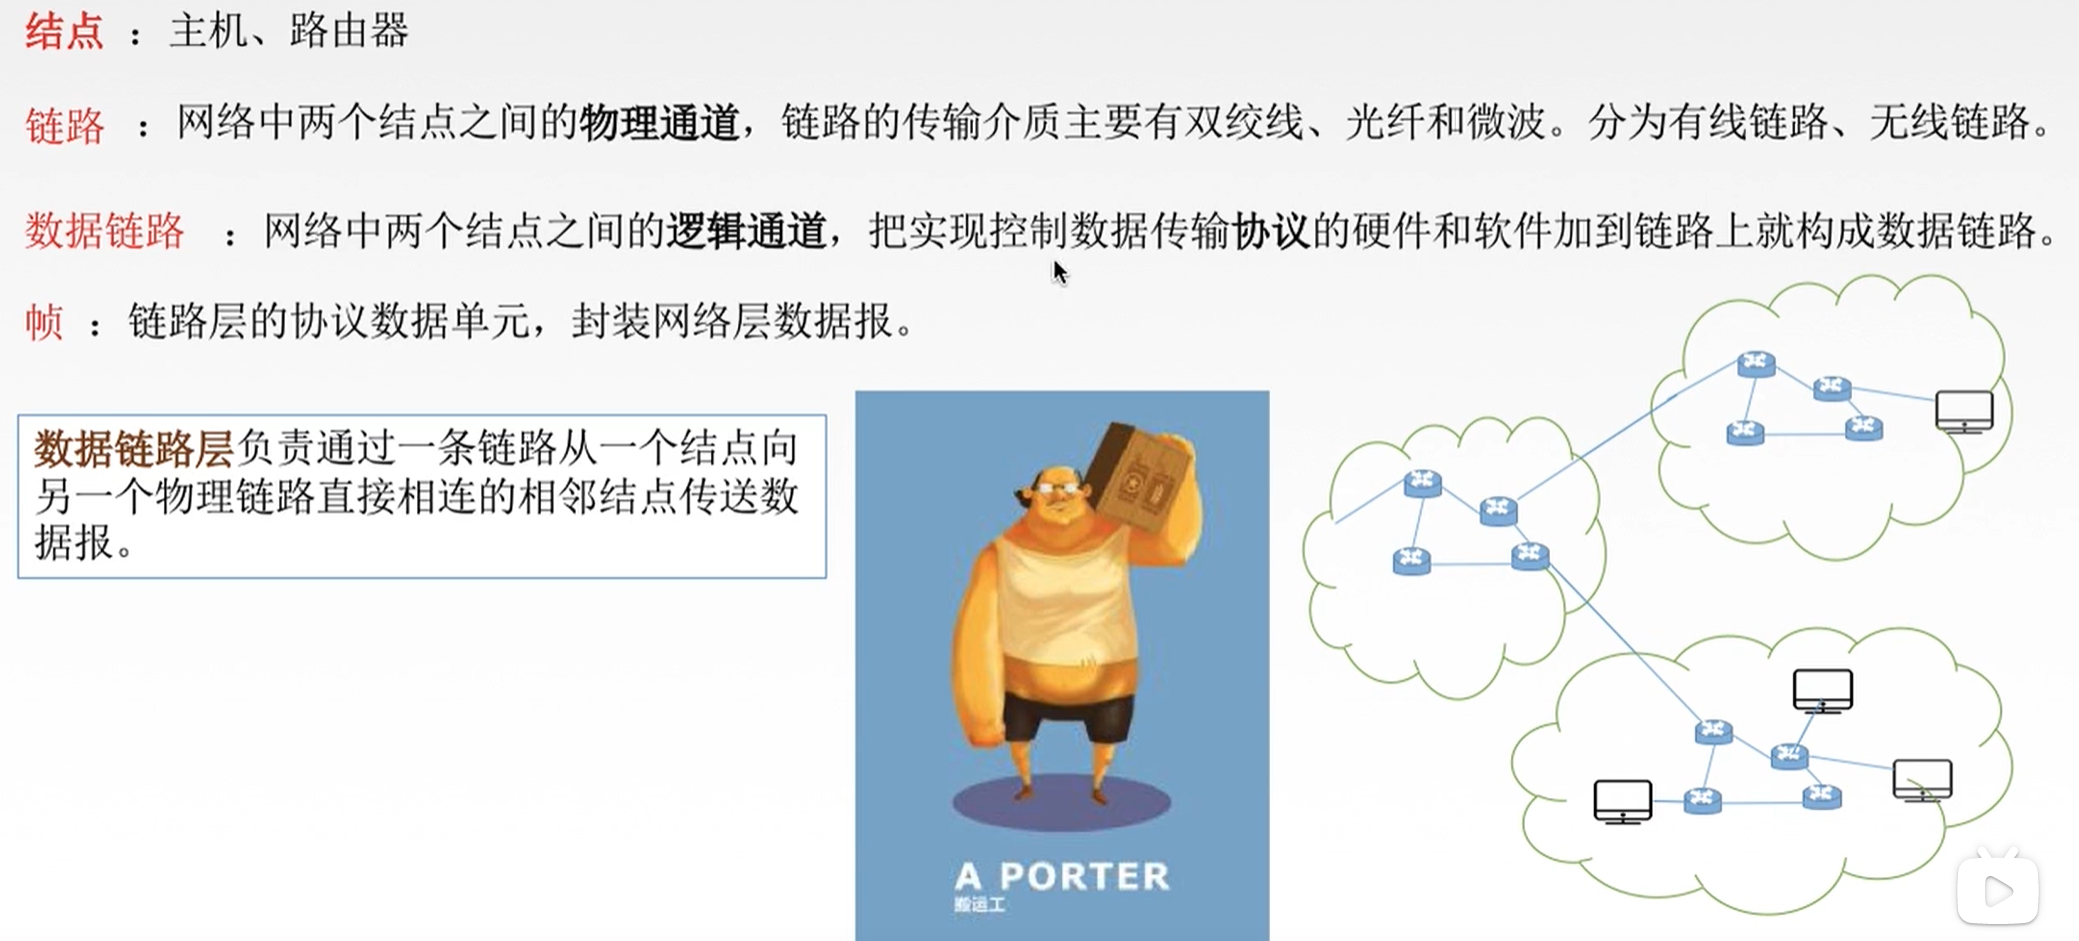 结点：主机、路由器
链路：网络中两个结点之间的物理通道，链路的传输介质主要有双绞线、光纤和微波。分为有线链路、无线链路。
数据链路：网络中两个结点之间的逻辑通道，把实现控制数据传输协议的硬件和软件加到链路上就构成数据链路。
帧：链路层的协议数据单元，封装网络层数据报。
数据链路层负责通过一条链路从一个结点向
另一个物理链路直接相连的相邻结点传送数
据报。
A PORTER
搬运工